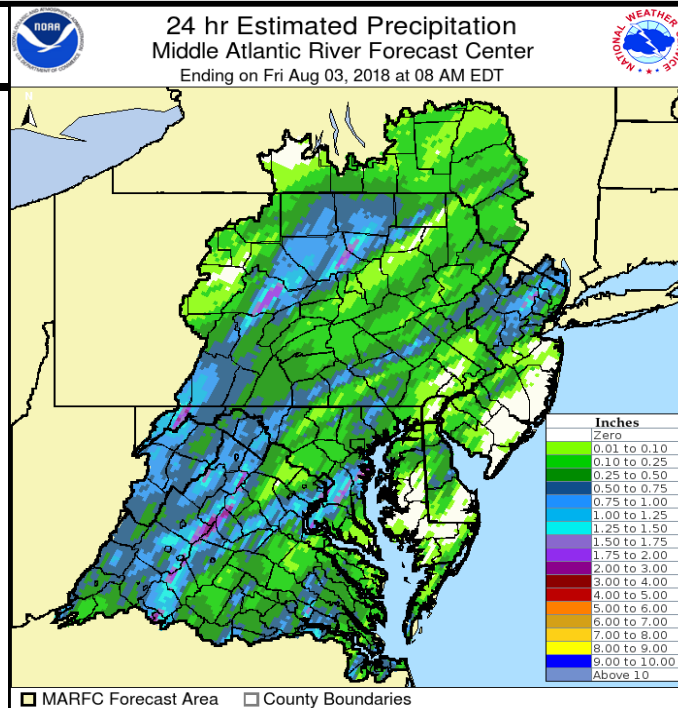 24 hr Estimated Precipitation
Middle Atlantic River Forecast Center
Ending on Fri Aug 03, 2018 at 08 AM EDT
NOAA
NATIONAL WEATHER
N
Inches
Zero
0.01 to 0.10
0.10 to 0.25
0.25 to 0.50
0.50 to 0.75
0.75 to 1.00
1.00 to 1.25
1.25 to 1.50
1.50 to 1.75
1.75 to 2.00
2.00 to 3.00
3.00 to 4.00
4.00 to 5.00
5.00 to 6.00
6.00 to 7.00
7.00 to 8.00
8.00 to 9.00
9.00 to 10.00
Above 10
MARFC Forecast Area
County Boundaries